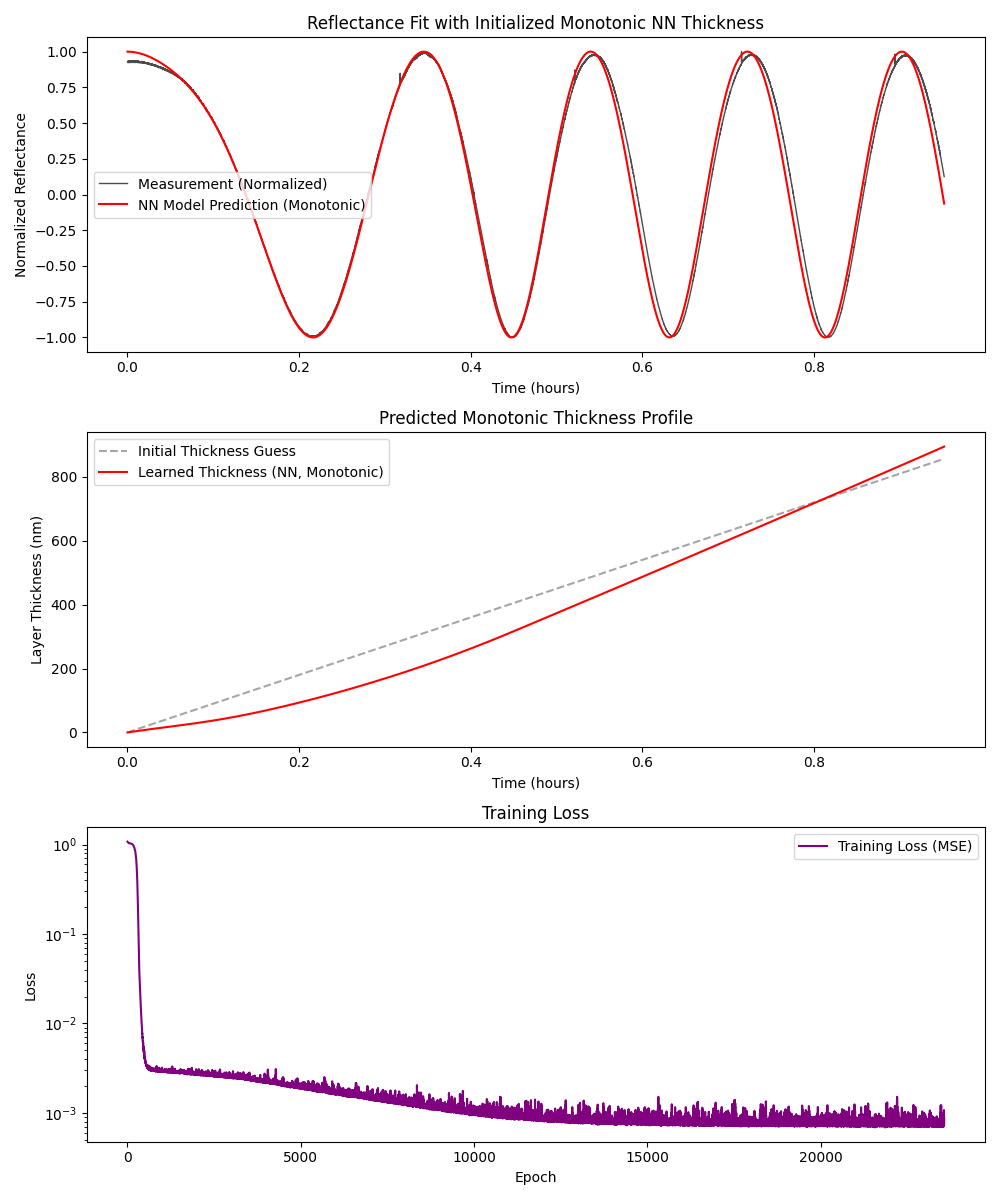 Reflectance Fit with Initialized Monotonic NN Thickness
Normalized Reflectance
1.00
0.75
0.50
0.25
0.00
−0.25
−0.50
−0.75
−1.00
Measurement (Normalized)
NN Model Prediction (Monotonic)
0.0 0.2 0.4 0.6 0.8
Time (hours)
Predicted Monotonic Thickness Profile
Layer Thickness (nm)
800
600
400
200
0
Initial Thickness Guess
Learned Thickness (NN, Monotonic)
0.0 0.2 0.4 0.6 0.8
Time (hours)
Training Loss
Loss
10⁰
10⁻¹
10⁻²
10⁻³
Training Loss (MSE)
0 5000 10000 15000 20000
Epoch